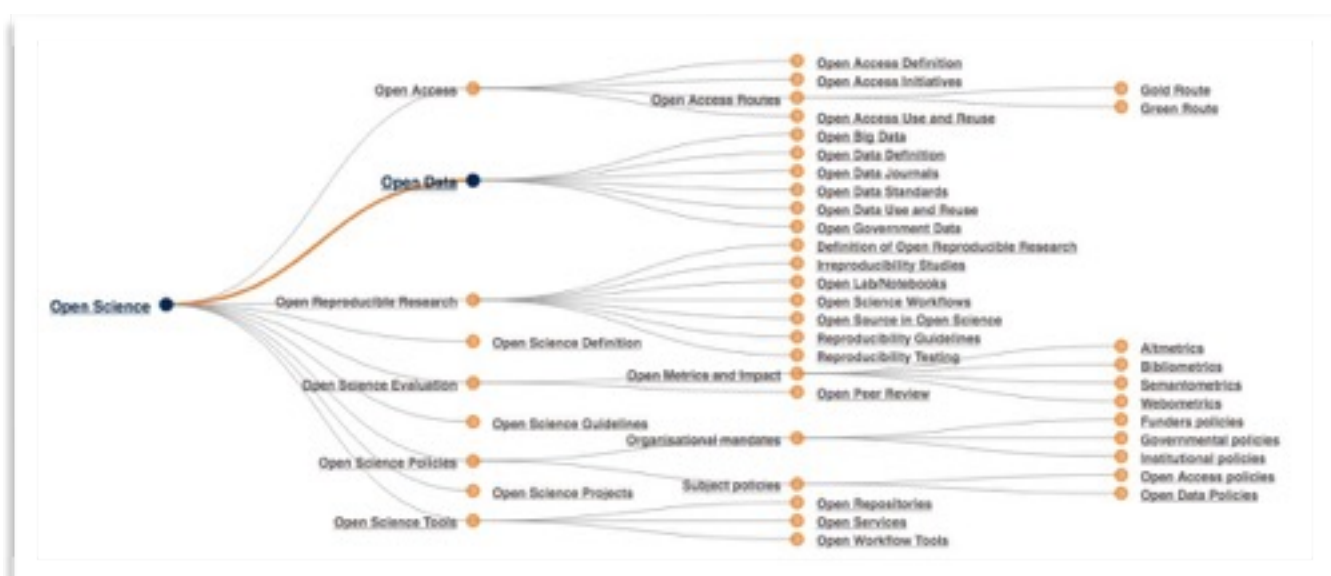 Open Science
Open Access
Open Access Definition
Open Access Initiatives
Open Access Routes
Gold Route
Green Route
Open Access Use and Reuse
Open Data
Open Big Data
Open Data Definition
Open Data Journals
Open Data Standards
Open Data Use and Reuse
Open Government Data
Open Reproducible Research
Definition of Open Reproducible Research
Irreproducibility Studies
Open Lab/Notebooks
Open Science Workflows
Open Source in Open Science
Reproducibility Guidelines
Reproducibility Testing
Open Science Definition
Open Science Evaluation
Open Metrics and Impact
Altmetrics
Bibliometrics
Semantometrics
Webometrics
Open Peer Review
Open Science Guidelines
Open Science Policies
Organisational mandates
Funders policies
Governmental policies
Institutional policies
Subject policies
Open Access policies
Open Data Policies
Open Science Projects
Open Science Tools
Open Repositories
Open Services
Open Workflow Tools